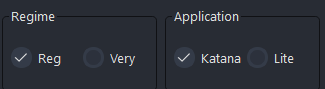 Regime Application
Reg Very Katana Lite